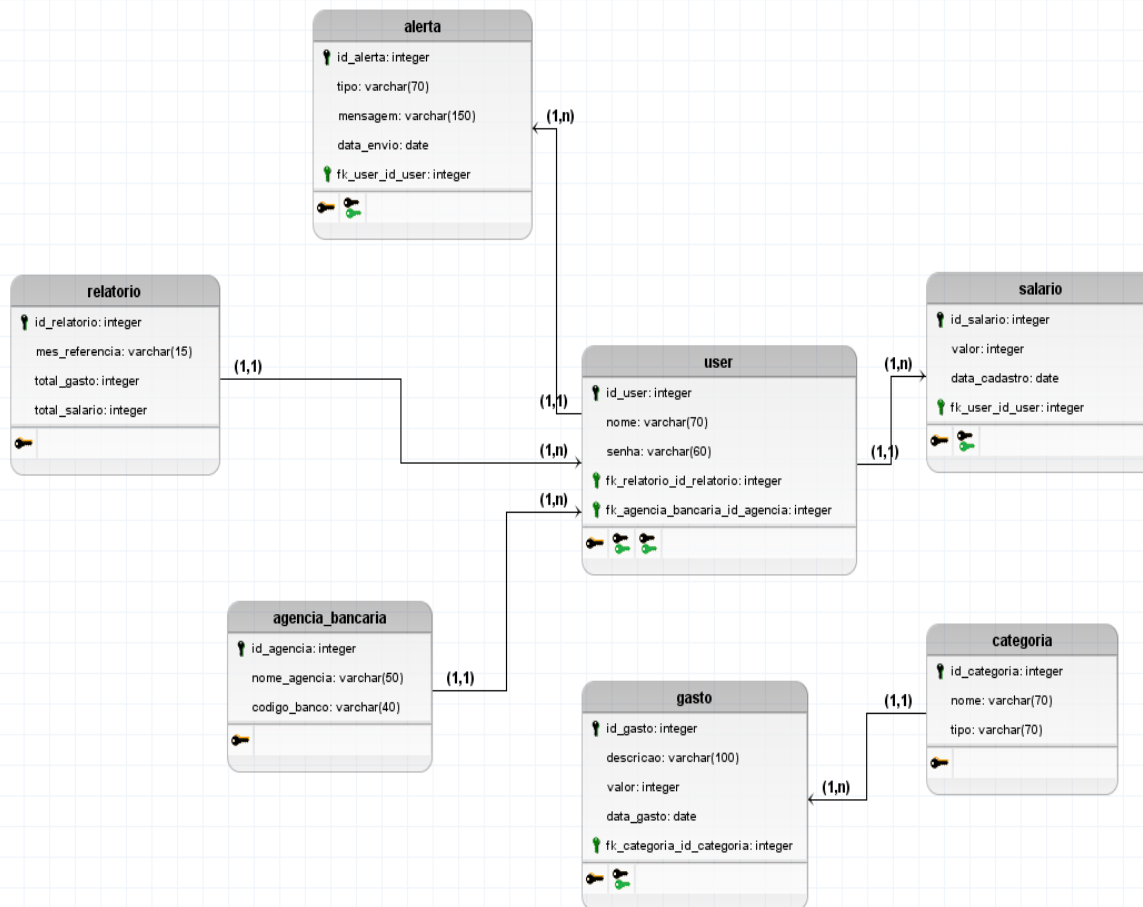 alerta
id_alerta: integer
tipo: varchar(70)
mensagem: varchar(150)
data_envio: date
fk_user_id_user: integer
(1,n)
relatorio
id_relatorio: integer
mes_referencia: varchar(15)
total_gasto: integer
total_salario: integer
(1,1)
(1,n)
user
id_user: integer
nome: varchar(70)
senha: varchar(60)
fk_relatorio_id_relatorio: integer
fk_agencia_bancaria_id_agencia: integer
(1,1)
(1,1)
(1,n)
salario
id_salario: integer
valor: integer
data_cadastro: date
fk_user_id_user: integer
(1,n)
agencia_bancaria
id_agencia: integer
nome_agencia: varchar(50)
codigo_banco: varchar(40)
(1,1)
gasto
id_gasto: integer
descricao: varchar(100)
valor: integer
data_gasto: date
fk_categoria_id_categoria: integer
(1,n)
categoria
id_categoria: integer
nome: varchar(70)
tipo: varchar(70)
(1,1)